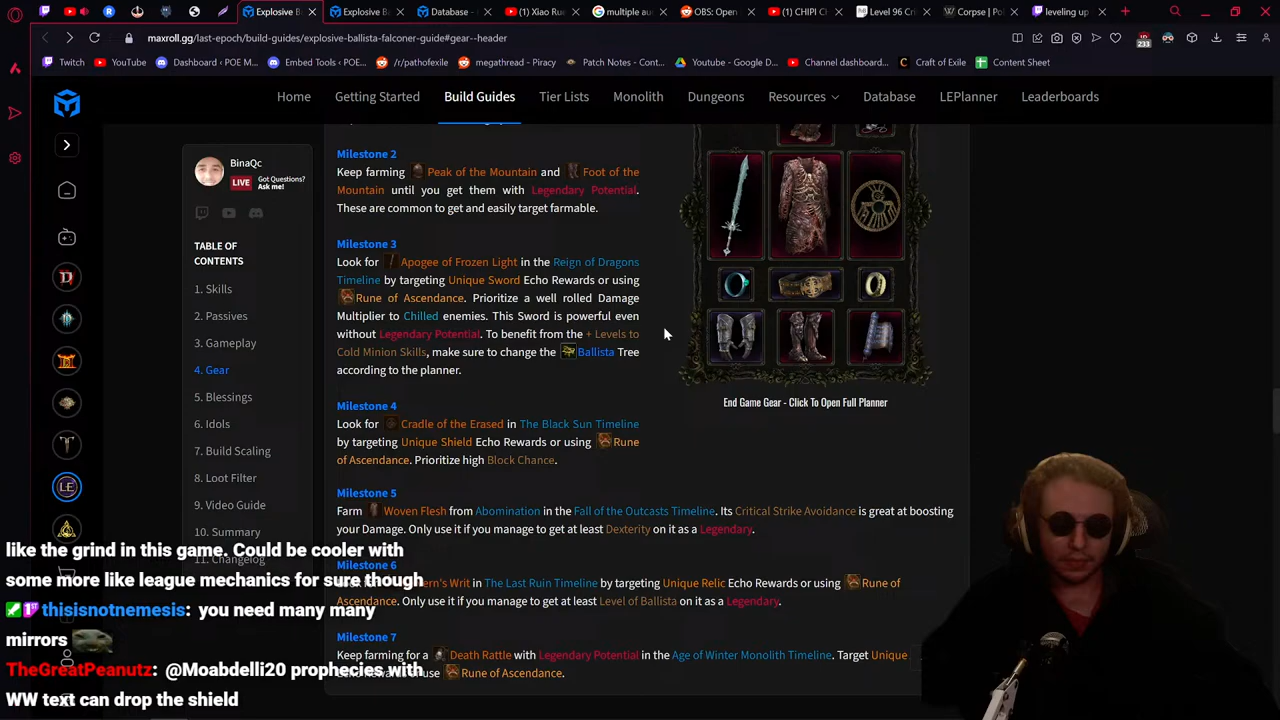 Explosive B
Explosive Ba
Database -
(1) Xiao Rue
multiple au
OBS: Open
(1) CHIPI CH
Level 96 Cri
Corpse | Po
leveling up
maxroll.gg/last-epoch/build-guides/explosive-ballista-falconer-guide#gear--header
233
Twitch
YouTube
Dashboard ‹ POE M...
Embed Tools ‹ POE...
/r/pathofexile
megathread - Piracy
Patch Notes - Cont...
Youtube - Google D...
Channel dashboard...
Craft of Exile
Content Sheet
Home
Getting Started
Build Guides
Tier Lists
Monolith
Dungeons
Resources
Database
LEPlanner
Leaderboards
BinaQc
LIVE
Got Questions?
Ask me!
TABLE OF
CONTENTS
1. Skills
2. Passives
3. Gameplay
4. Gear
5. Blessings
6. Idols
7. Build Scaling
8. Loot Filter
9. Video Guide
10. Summary
11. Changelog
Milestone 2
Keep farming Peak of the Mountain and Foot of the
Mountain until you get them with Legendary Potential.
These are common to get and easily target farmable.
Milestone 3
Look for Apogee of Frozen Light in the Reign of Dragons
Timeline by targeting Unique Sword Echo Rewards or using
Rune of Ascendance. Prioritize a well rolled Damage
Multiplier to Chilled enemies. This Sword is powerful even
without Legendary Potential. To benefit from the + Levels to
Cold Minion Skills, make sure to change the Ballista Tree
according to the planner.
Milestone 4
Look for Cradle of the Erased in The Black Sun Timeline
by targeting Unique Shield Echo Rewards or using Rune
of Ascendance. Prioritize high Block Chance.
Milestone 5
Farm Woven Flesh from Abomination in the Fall of the Outcasts Timeline. Its Critical Strike Avoidance is great at boosting
your Damage. Only use it if you manage to get at least Dexterity on it as a Legendary.
Milestone 6
ern's Writ in The Last Ruin Timeline by targeting Unique Relic Echo Rewards or using Rune of
Ascendance. Only use it if you manage to get at least Level of Ballista on it as a Legendary.
Milestone 7
Keep farming for a Death Rattle with Legendary Potential in the Age of Winter Monolith Timeline. Target Unique
use Rune of Ascendance.
End Game Gear - Click To Open Full Planner
like the grind in this game. Could be cooler with
some more like league mechanics for sure though
thisisnotnemesis: you need many many
mirrors
TheGreatPeanutz: @Moabdelli20 prophecies with
WW text can drop the shield